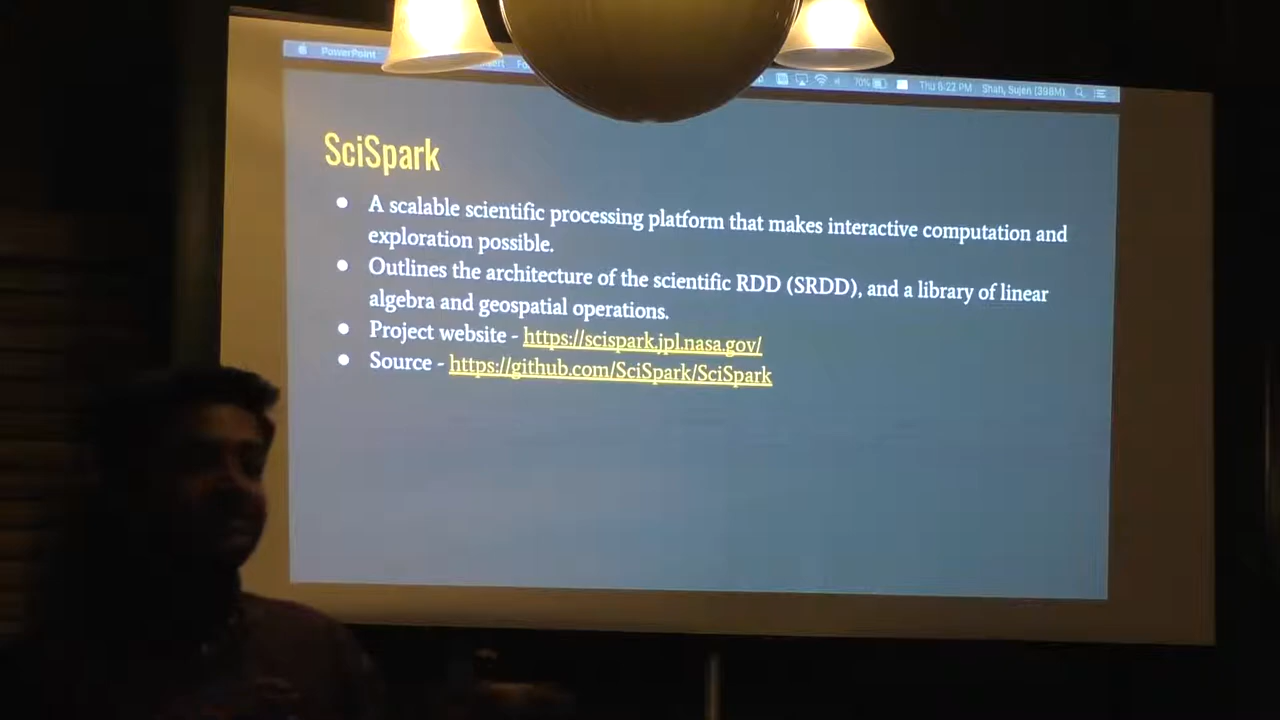 PowerPoint
70% Thu 6:22 PM Shah, Sujen (398M)
SciSpark
● A scalable scientific processing platform that makes interactive computation and
exploration possible.
● Outlines the architecture of the scientific RDD (SRDD), and a library of linear
algebra and geospatial operations.
● Project website - https://scispark.jpl.nasa.gov/
● Source - https://github.com/SciSpark/SciSpark